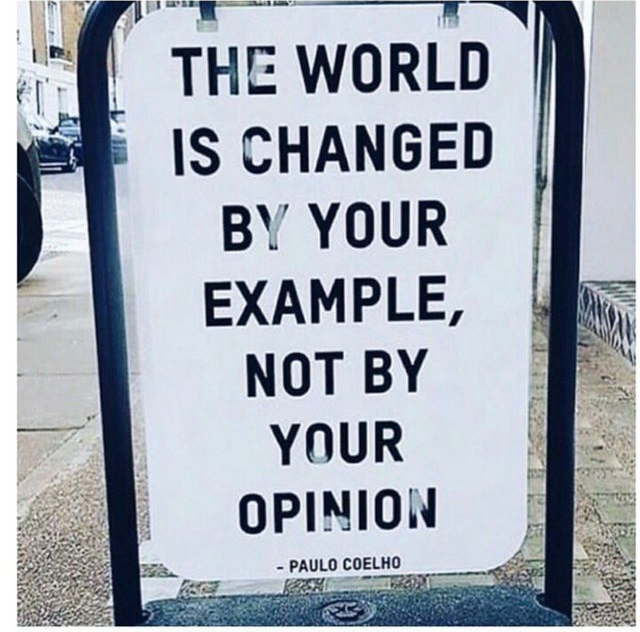 THE WORLD
IS CHANGED
BY YOUR
EXAMPLE,
NOT BY
YOUR
OPINION
- PAULO COELHO